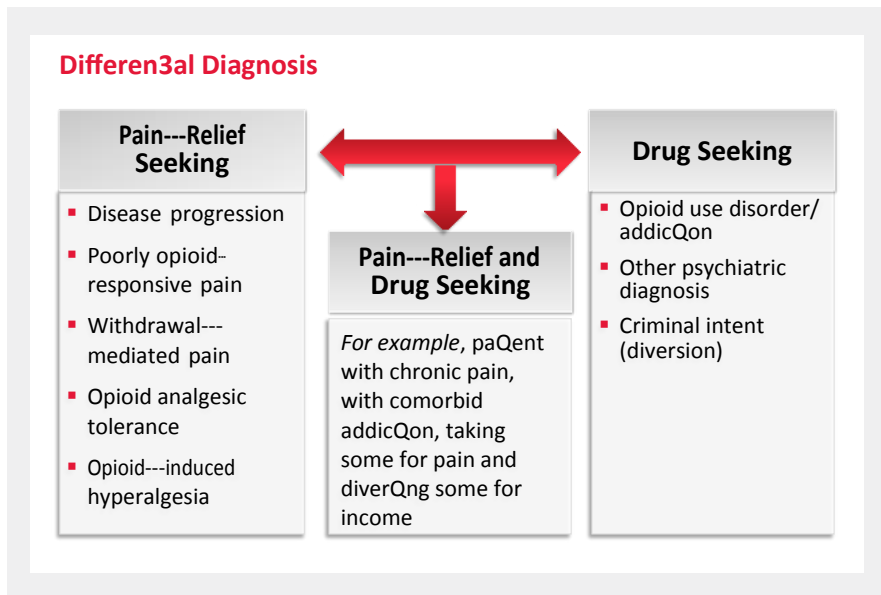 Differen3al Diagnosis
Pain---Relief
Seeking
▪ Disease progression
▪ Poorly opioid-
responsive pain
▪ Withdrawal---
mediated pain
▪ Opioid analgesic
tolerance
▪ Opioid---induced
hyperalgesia
Pain---Relief and
Drug Seeking
For example, paQent
with chronic pain,
with comorbid
addicQon, taking
some for pain and
diverQng some for
income
Drug Seeking
▪ Opioid use disorder/
addicQon
▪ Other psychiatric
diagnosis
▪ Criminal intent
(diversion)